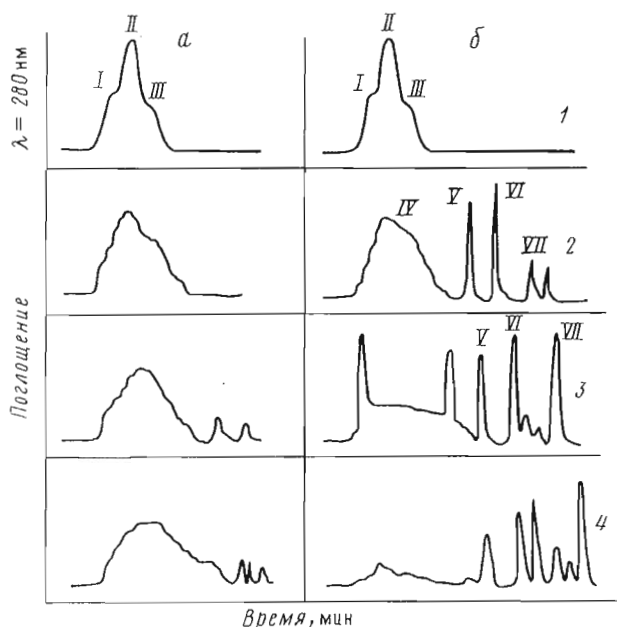 а
б
II
II
I
III
I
III
1
λ = 280 нм
IV
V
VI
VII
2
V
VI
VII
3
4
Поглощение
Время, мин